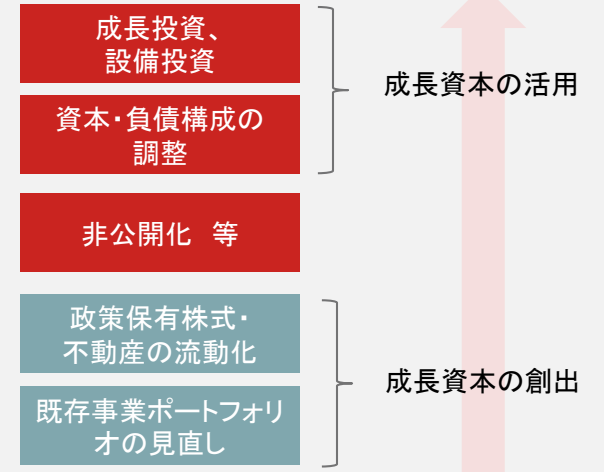 成長投資、
設備投資
資本・負債構成の
調整
成長資本の活用
非公開化　等
政策保有株式・
不動産の流動化
既存事業ポートフォリ
オの見直し
成長資本の創出